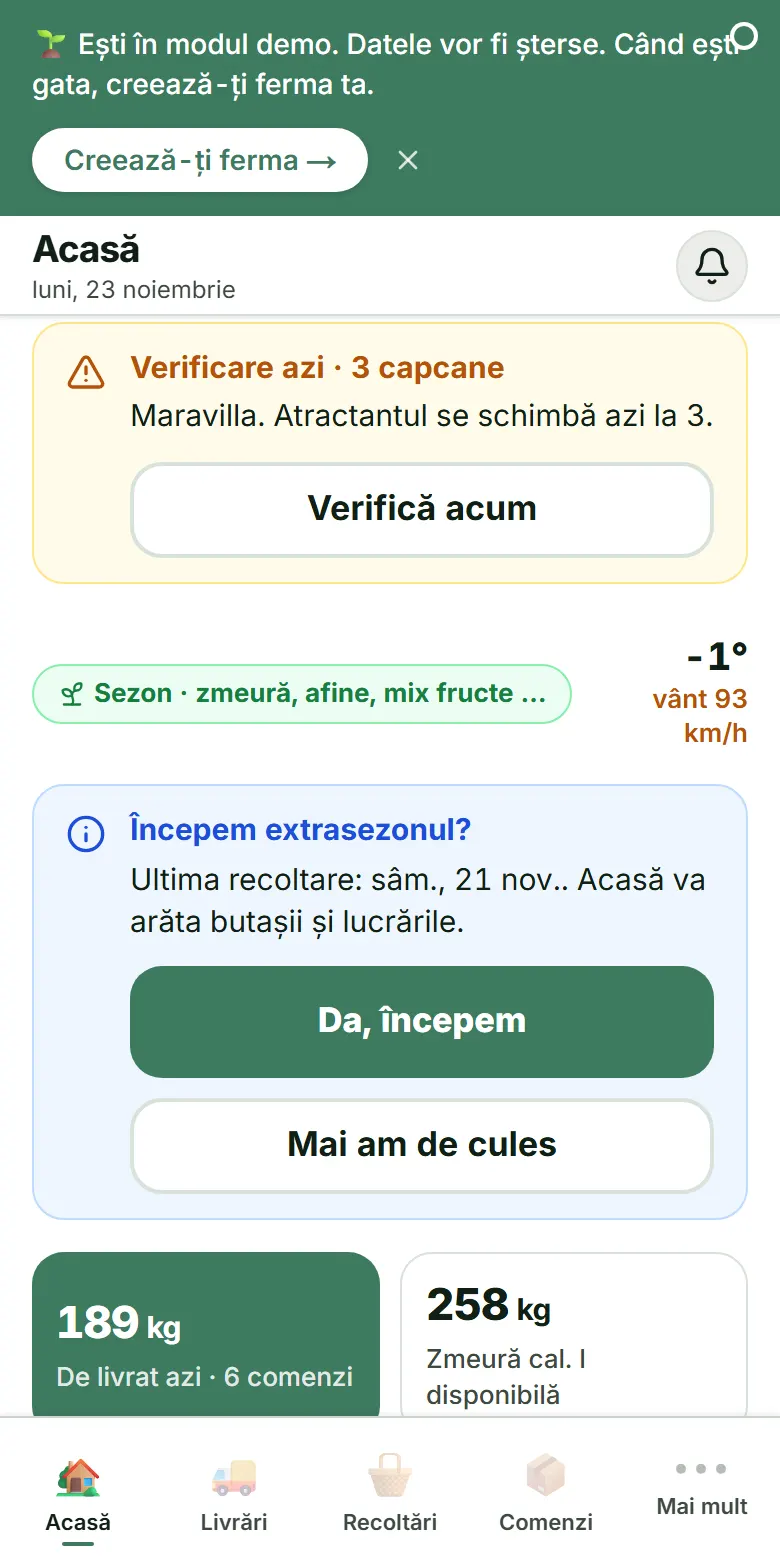 🌱 Ești în modul demo. Datele vor fi șterse. Când ești
gata, creează-ți ferma ta.
Creează-ți ferma →
Acasă
luni, 23 noiembrie
Verificare azi · 3 capcane
Maravilla. Atractantul se schimbă azi la 3.
Verifică acum
Sezon · zmeură, afine, mix fructe ...
-1°
vânt 93
km/h
Începem extrasezonul?
Ultima recoltare: sâm., 21 nov.. Acasă va
arăta butașii și lucrările.
Da, începem
Mai am de cules
189 kg
De livrat azi · 6 comenzi
258 kg
Zmeură cal. I
disponibilă
Acasă
Livrări
Recoltări
Comenzi
Mai mult